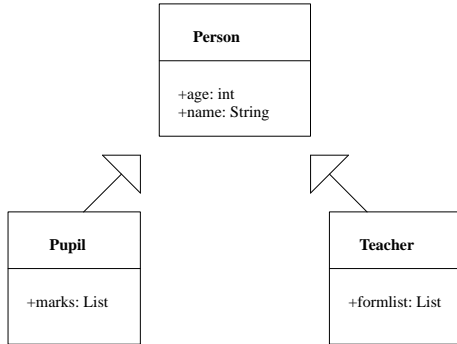 Person
+age: int
+name: String
Pupil
+marks: List
Teacher
+formlist: List